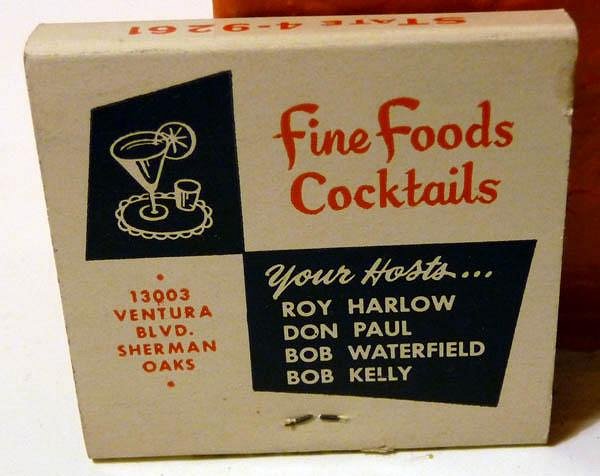 STATE 4-9261
Fine Foods
Cocktails
13003
VENTURA
BLVD.
SHERMAN
OAKS
Your Hosts...
ROY HARLOW
DON PAUL
BOB WATERFIELD
BOB KELLY